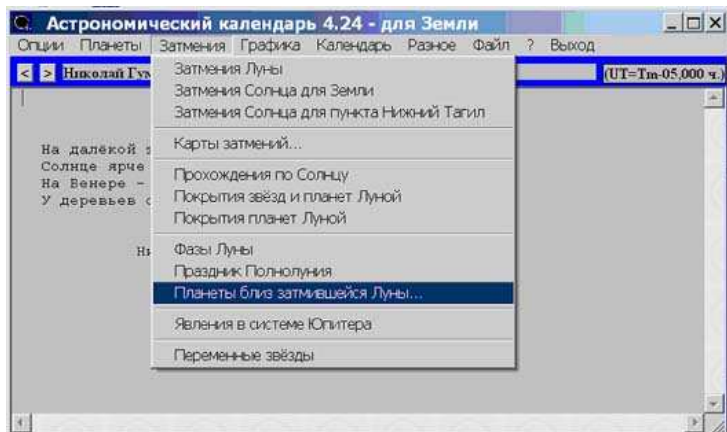 Астрономический календарь 4.24 - для Земли
Опции Планеты Затмения Графика Календарь Разное Файл ? Выход
< > Николай Гум (UT=Tm-05,000 ч.)
Затмения Луны
Затмения Солнца для Земли
Затмения Солнца для пункта Нижний Тагил
Карты затмений...
Прохождения по Солнцу
Покрытия звёзд и планет Луной
Покрытия планет Луной
Фазы Луны
Праздник Полнолуния
Планеты близ затмившейся Луны...
Явления в системе Юпитера
Переменные звёзды
На далёкой з
Солнце ярче
На Венере -
У деревьев с
Ни